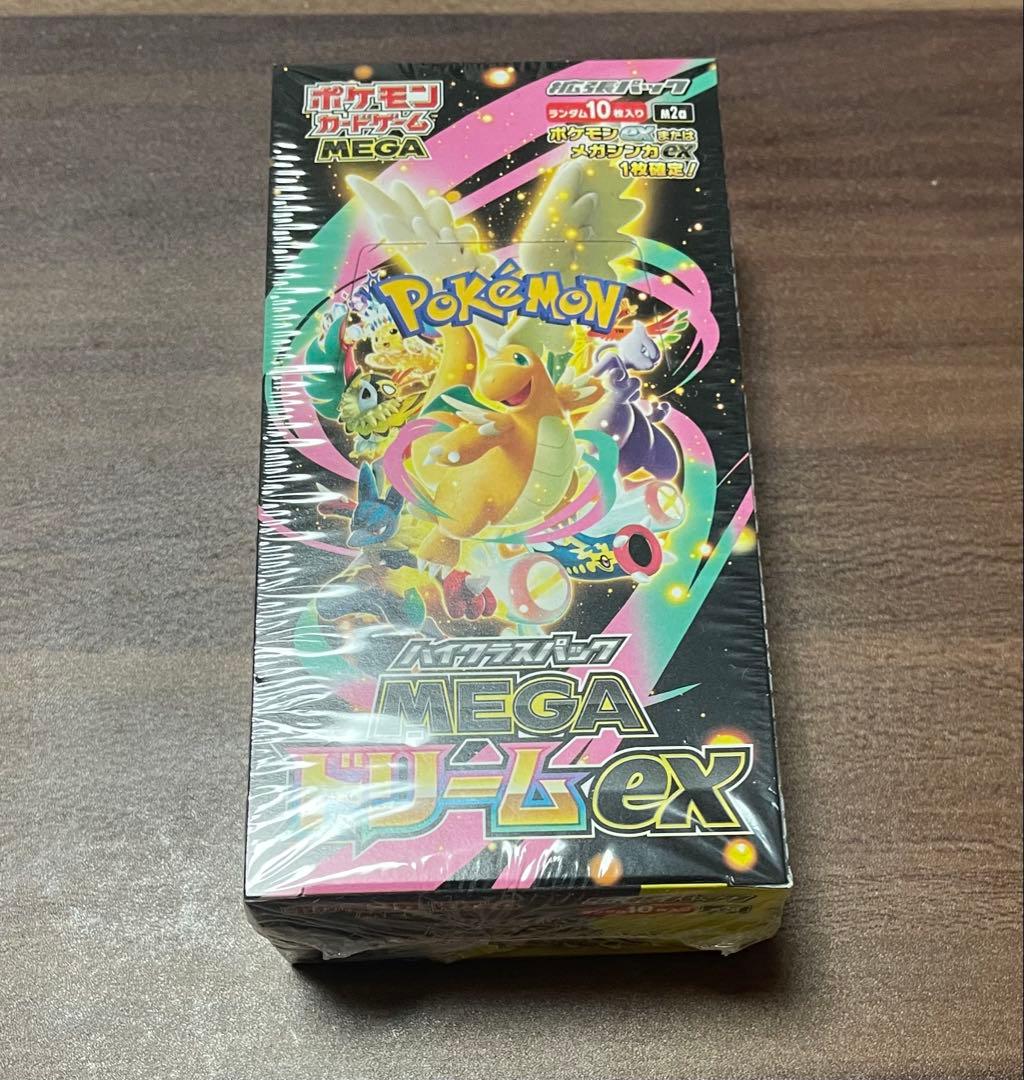 ポケモン
カードゲーム
MEGA
拡張パック
ランダム10枚入り M2a
ポケモンexまたは
メガシンカex
1枚確定!
POKéMON
ハイクラスパック
MEGA
ドリームex